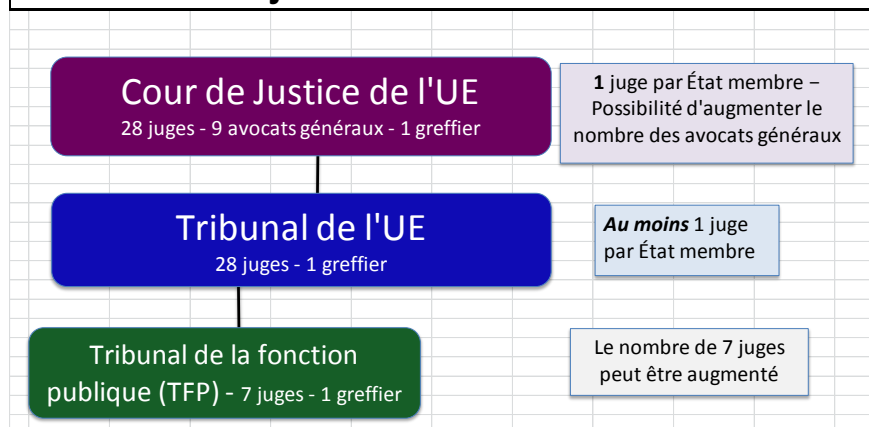 Cour de Justice de l'UE
28 juges - 9 avocats généraux - 1 greffier
1 juge par État membre –
Possibilité d'augmenter le
nombre des avocats généraux
Tribunal de l'UE
28 juges - 1 greffier
Au moins 1 juge
par État membre
Tribunal de la fonction
publique (TFP) - 7 juges - 1 greffier
Le nombre de 7 juges
peut être augmenté